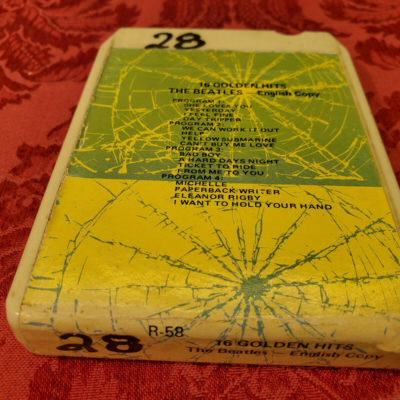 28
16 GOLDEN HITS
THE BEATLES — English Copy
PROGRAM 1:
SHE LOVES YOU
YESTERDAY
I FEEL FINE
DAY TRIPPER
PROGRAM 2:
WE CAN WORK IT OUT
HELP
YELLOW SUBMARINE
CAN'T BUY ME LOVE
PROGRAM 3:
BAD BOY
A HARD DAYS NIGHT
TICKET TO RIDE
FROM ME TO YOU
PROGRAM 4:
MICHELLE
PAPERBACK WRITER
ELEANOR RIGBY
I WANT TO HOLD YOUR HAND
28
R-58
16 GOLDEN HITS
The Beatles — English Copy